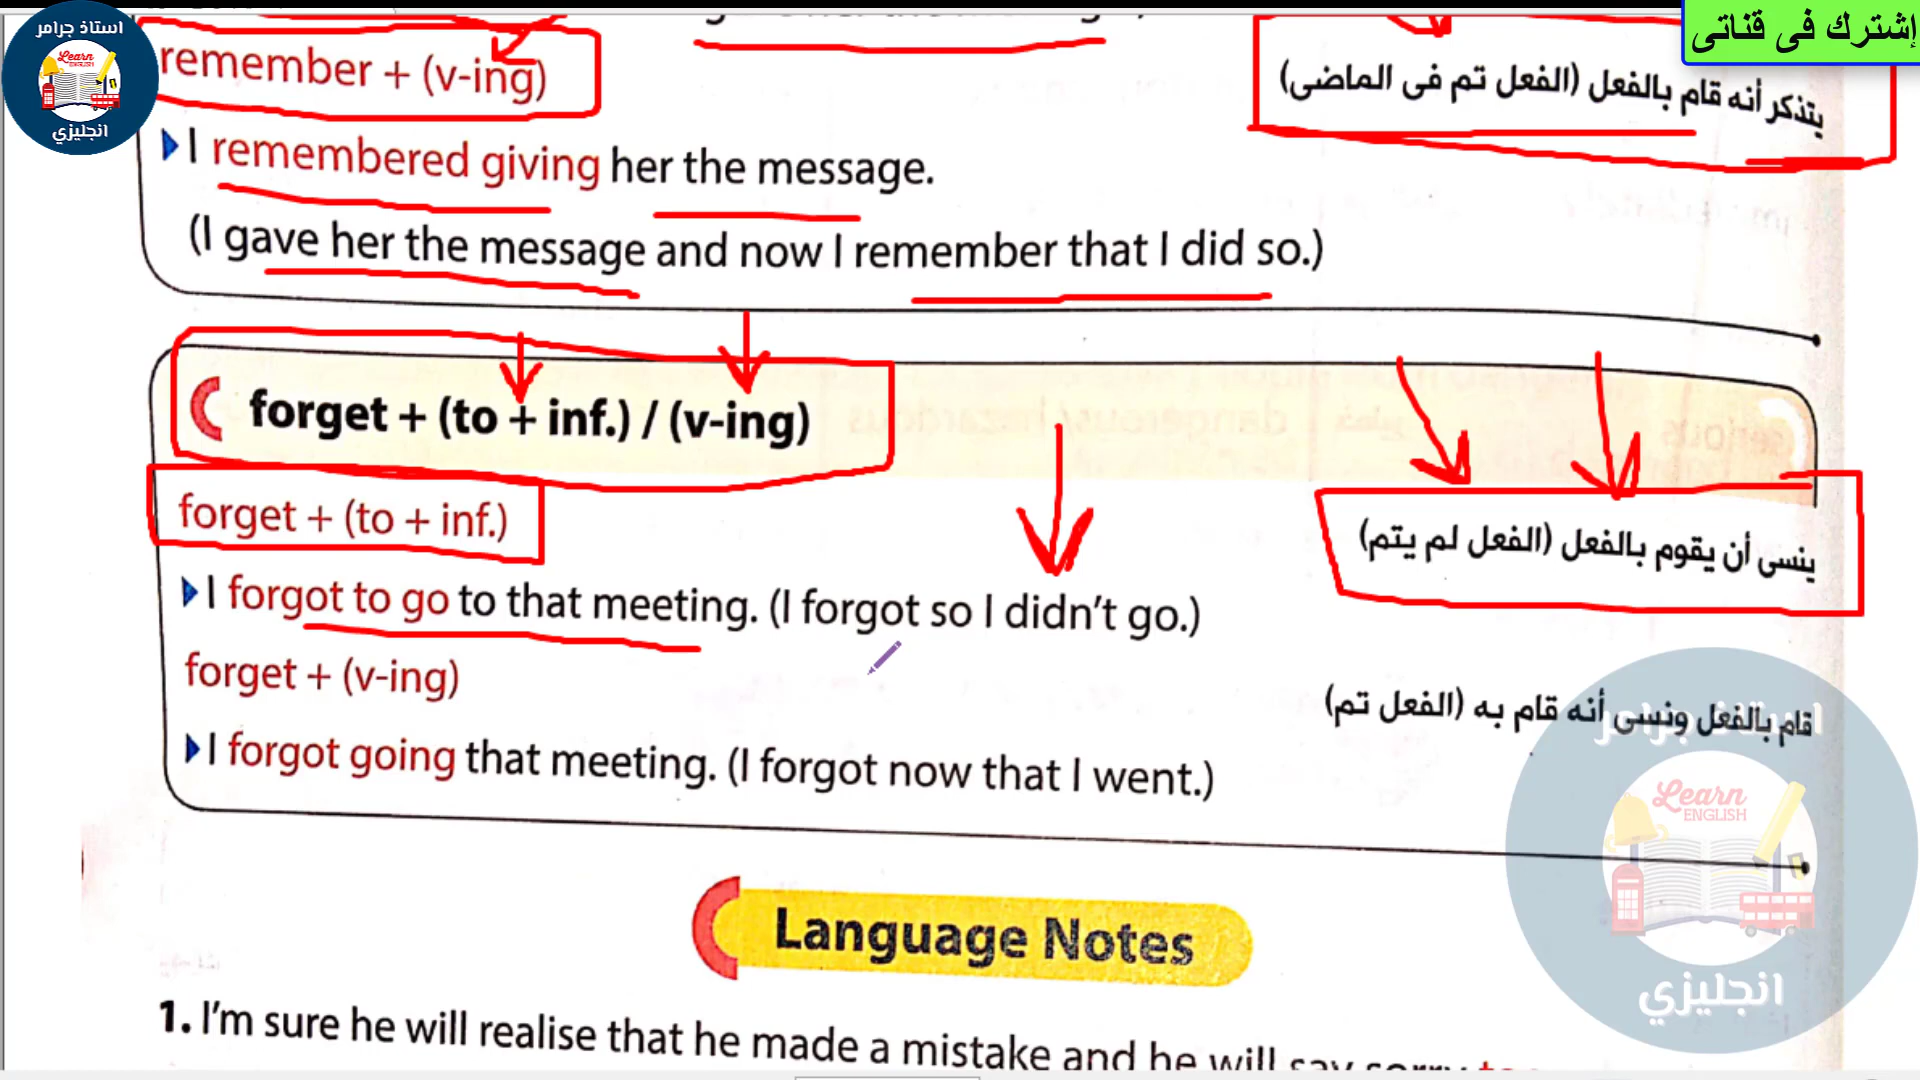 استاذ جرامر
Learn
ENGLISH
انجليزي
إشترك فى قناتى
remember + (v-ing)
يتذكر أنه قام بالفعل (الفعل تم فى الماضى)
I remembered giving her the message.
(I gave her the message and now I remember that I did so.)
forget + (to + inf.) / (v-ing)
forget + (to + inf.)
ينسى أن يقوم بالفعل (الفعل لم يتم)
I forgot to go to that meeting. (I forgot so I didn't go.)
forget + (v-ing)
قام بالفعل ونسى أنه قام به (الفعل تم)
I forgot going that meeting. (I forgot now that I went.)
Learn
ENGLISH
انجليزي
Language Notes
1. I'm sure he will realise that he made a mistake and he will say sorry